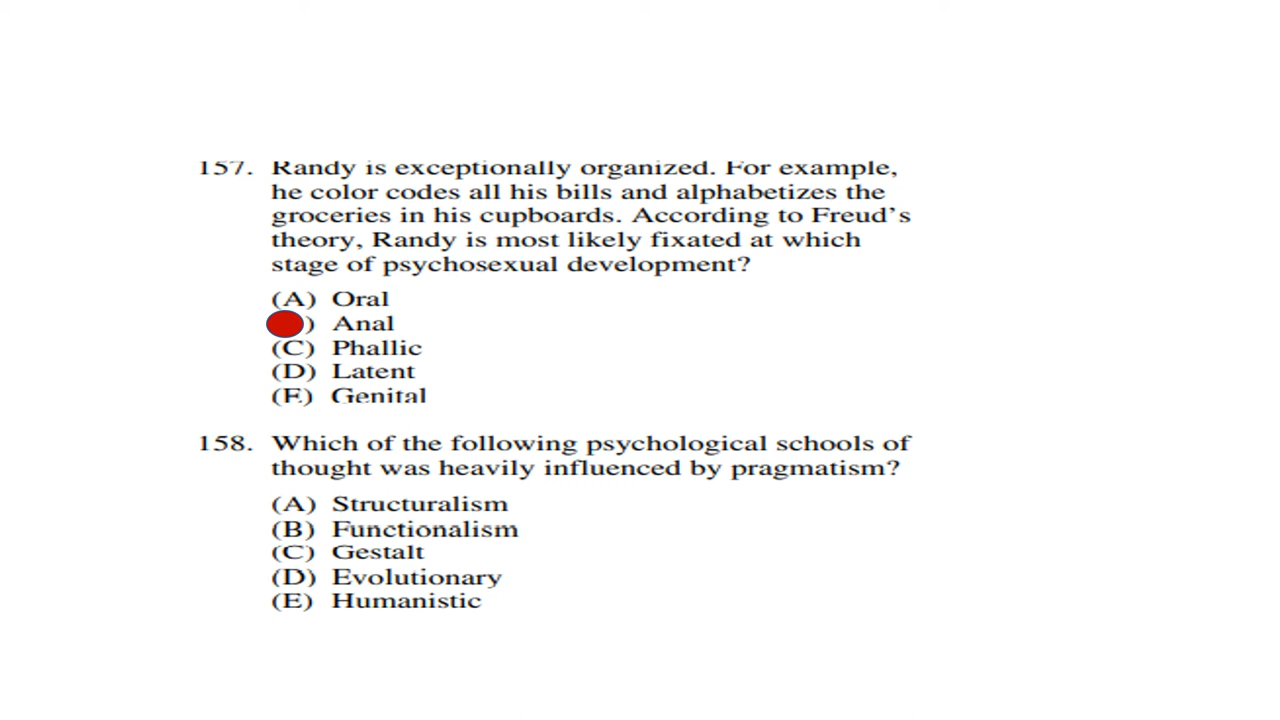 157. Randy is exceptionally organized. For example,
he color codes all his bills and alphabetizes the
groceries in his cupboards. According to Freud's
theory, Randy is most likely fixated at which
stage of psychosexual development?
(A) Oral
) Anal
(C) Phallic
(D) Latent
(E) Genital
158. Which of the following psychological schools of
thought was heavily influenced by pragmatism?
(A) Structuralism
(B) Functionalism
(C) Gestalt
(D) Evolutionary
(E) Humanistic